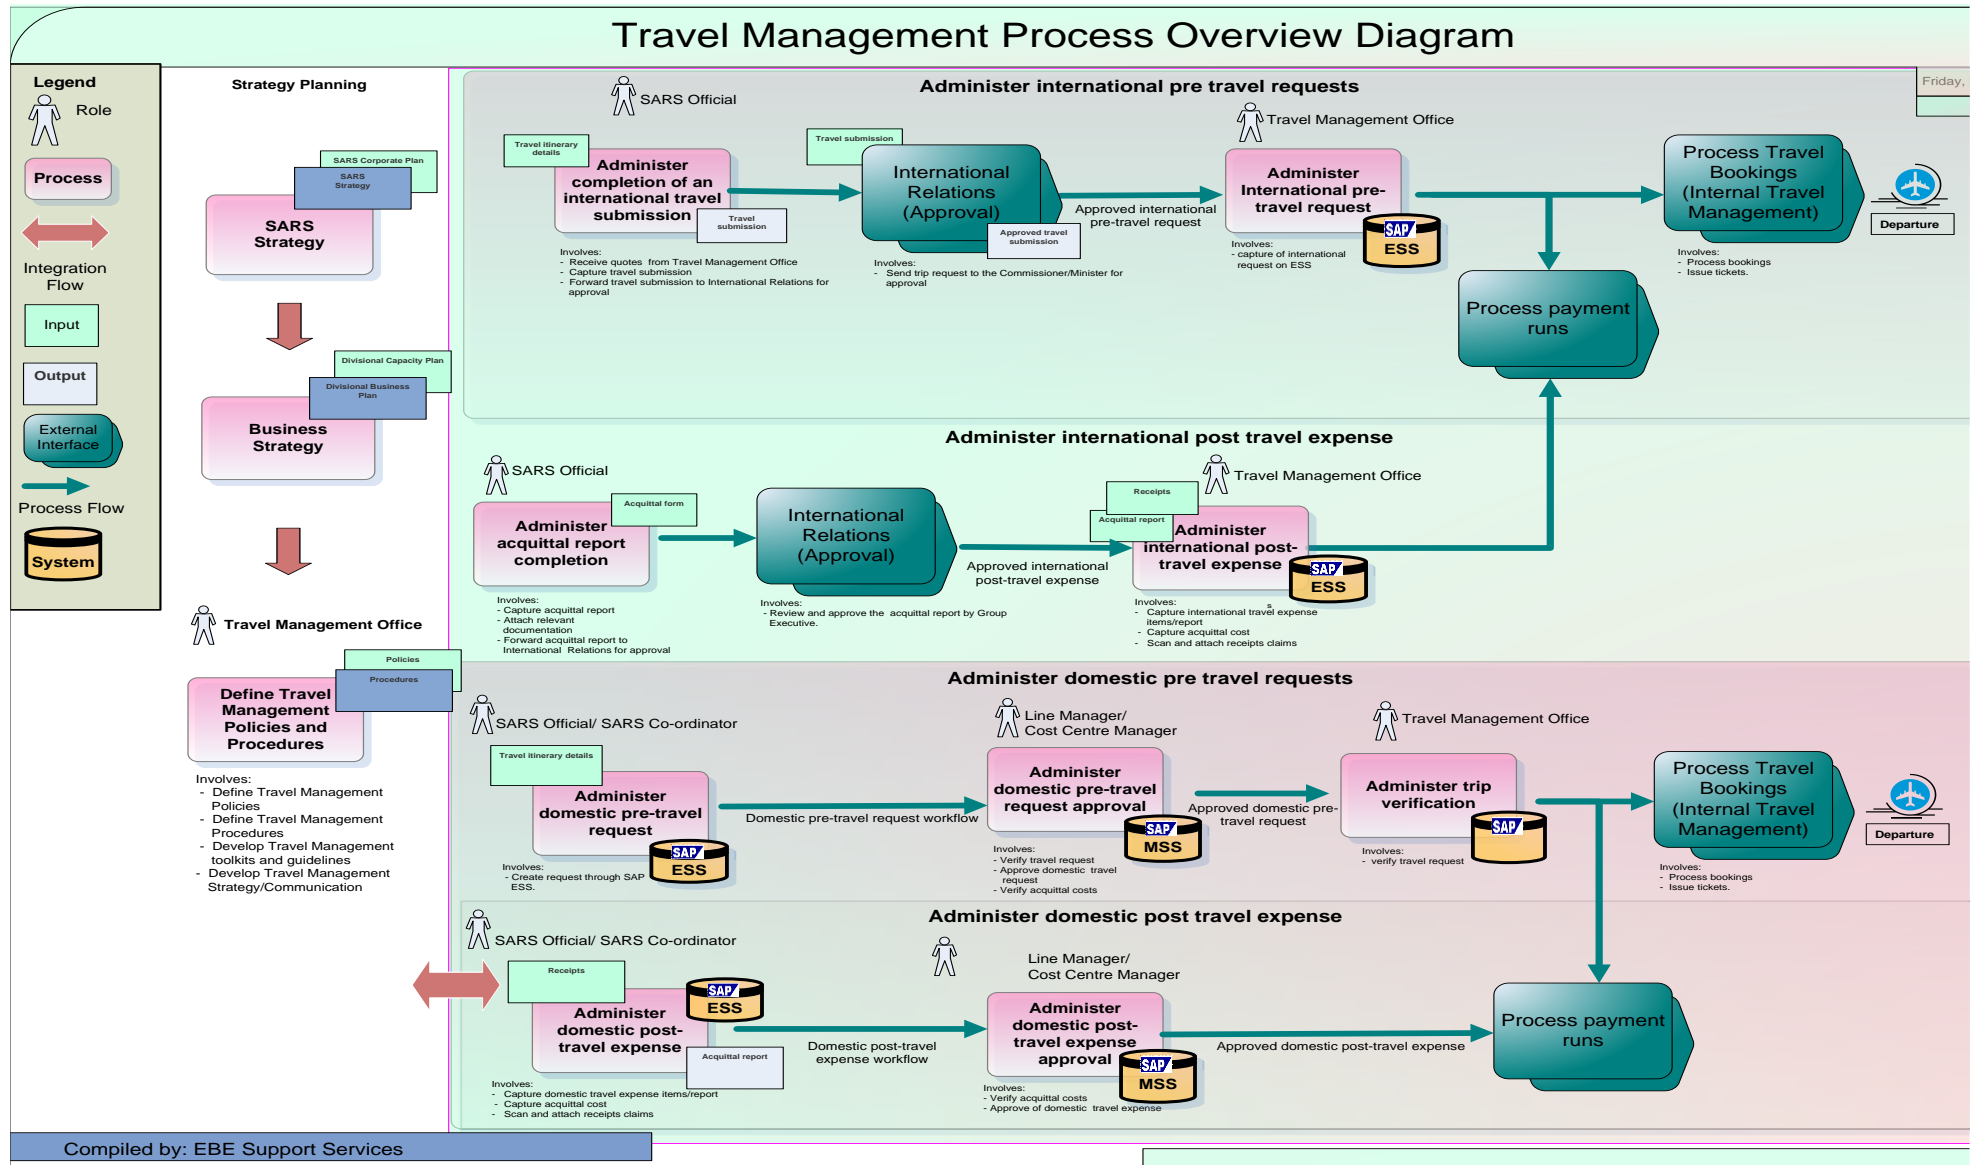 Travel Management Process Overview Diagram
Friday,
Legend
Role
Process
Integration
Flow
Input
Output
External
Interface
Process Flow
System
Strategy Planning
SARS Corporate Plan
SARS
Strategy
SARS
Strategy
Divisional Capacity Plan
Divisional Business
Plan
Business
Strategy
Travel Management Office
Policies
Procedures
Define Travel
Management
Policies and
Procedures
Involves:
- Define Travel Management
Policies
- Define Travel Management
Procedures
- Develop Travel Management
toolkits and guidelines
- Develop Travel Management
Strategy/Communication
Administer international pre travel requests
SARS Official
Travel itinerary
details
Administer
completion of an
international travel
submission
Travel
submission
Involves:
- Receive quotes from Travel Management Office
- Capture travel submission
- Forward travel submission to International Relations for
approval
Travel submission
International
Relations
(Approval)
Approved travel
submission
Involves:
- Send trip request to the Commissioner/Minister for
approval
Approved international
pre-travel request
Travel Management Office
Administer
International pre-
travel request
SAP
ESS
Involves:
- capture of international
request on ESS
Process Travel
Bookings
(Internal Travel
Management)
Involves:
- Process bookings
- Issue tickets.
Departure
Process payment
runs
Administer international post travel expense
SARS Official
Acquittal form
Administer
acquittal report
completion
Involves:
- Capture acquittal report
- Attach relevant
documentation
- Forward acquittal report to
International Relations for approval
International
Relations
(Approval)
Involves:
- Review and approve the acquittal report by Group
Executive.
Approved international
post-travel expense
Travel Management Office
Receipts
Acquittal report
Administer
international post-
travel expense
SAP
ESS
s
Involves:
- Capture international travel expense
items/report
- Capture acquittal cost
- Scan and attach receipts claims
Administer domestic pre travel requests
SARS Official/ SARS Co-ordinator
Travel itinerary details
Administer
domestic pre-travel
request
SAP
ESS
Involves:
- Create request through SAP
ESS.
Domestic pre-travel request workflow
Line Manager/
Cost Centre Manager
Administer
domestic pre-travel
request approval
SAP
MSS
Involves:
- Verify travel request
- Approve domestic travel
request
- Verify acquittal costs
Approved domestic pre-
travel request
Travel Management Office
Administer trip
verification
SAP
Involves:
- verify travel request
Process Travel
Bookings
(Internal Travel
Management)
Involves:
- Process bookings
- Issue tickets.
Departure
Administer domestic post travel expense
SARS Official/ SARS Co-ordinator
Receipts
SAP
ESS
Administer
domestic post-
travel expense
Acquittal report
Involves:
- Capture domestic travel expense items/report
- Capture acquittal cost
- Scan and attach receipts claims
Domestic post-travel
expense workflow
Line Manager/
Cost Centre Manager
Administer
domestic post-
travel expense
approval
SAP
MSS
Involves:
- Verify acquittal costs
- Approve of domestic travel expense
Approved domestic post-travel expense
Process payment
runs
Compiled by: EBE Support Services